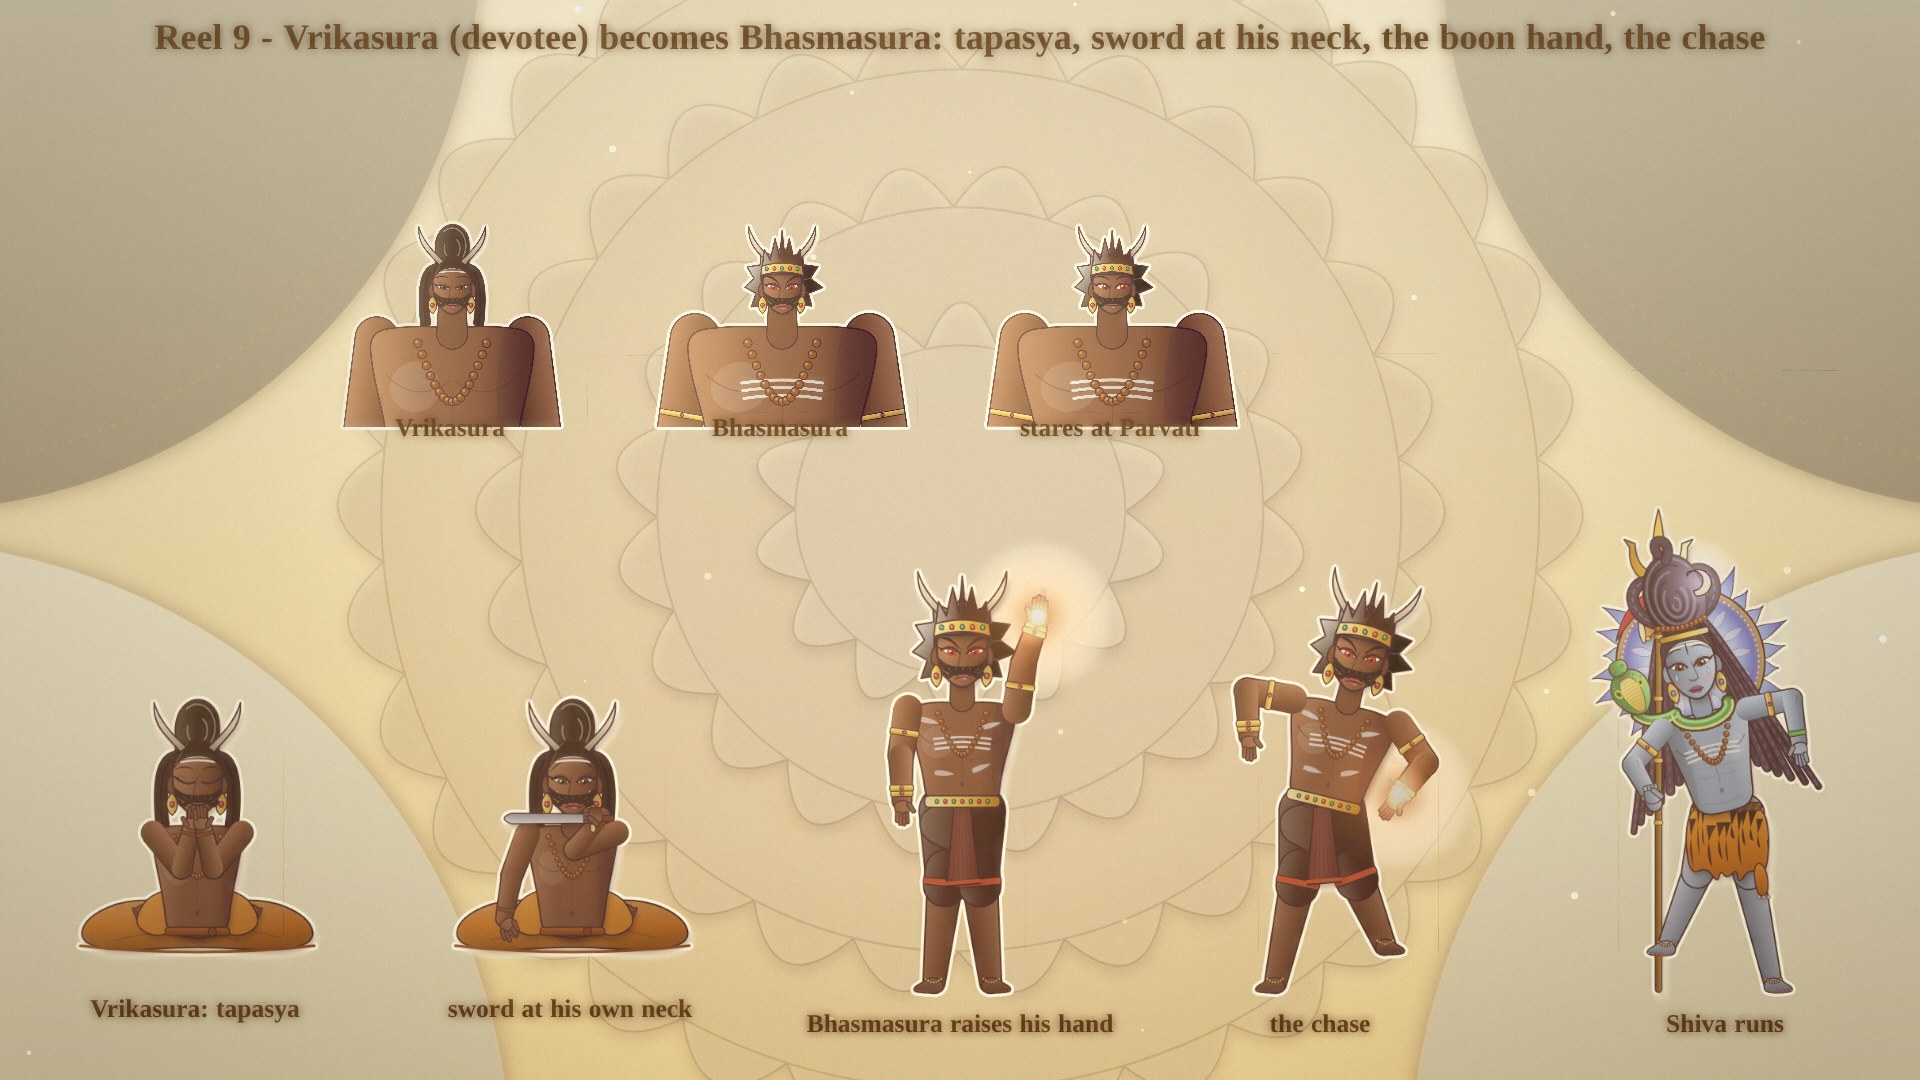 Reel 9 - Vrikasura (devotee) becomes Bhasmasura: tapasya, sword at his neck, the boon hand, the chase
Vrikasura
Bhasmasura
stares at Parvati
Vrikasura: tapasya
sword at his own neck
Bhasmasura raises his hand
the chase
Shiva runs